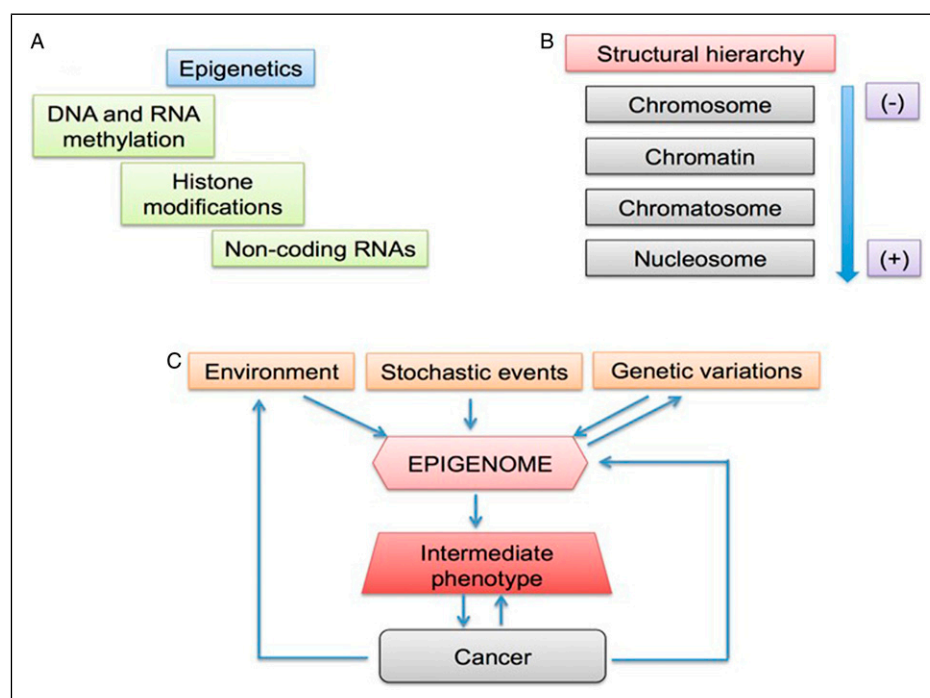 A
Epigenetics
DNA and RNA
methylation
Histone
modifications
Non-coding RNAs
B
Structural hierarchy
Chromosome
(-)
Chromatin
Chromatosome
Nucleosome
(+)
C
Environment
Stochastic events
Genetic variations
EPIGENOME
Intermediate
phenotype
Cancer